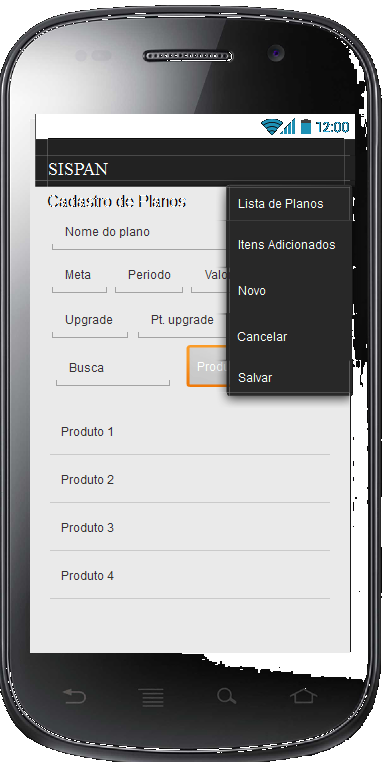 12:00
SISPAN
Cadastro de Planos
Lista de Planos
Nome do plano
Itens Adicionados
Meta Periodo
Novo
Upgrade Pt. upgrade
Cancelar
Busca
Salvar
Produto 1
Produto 2
Produto 3
Produto 4